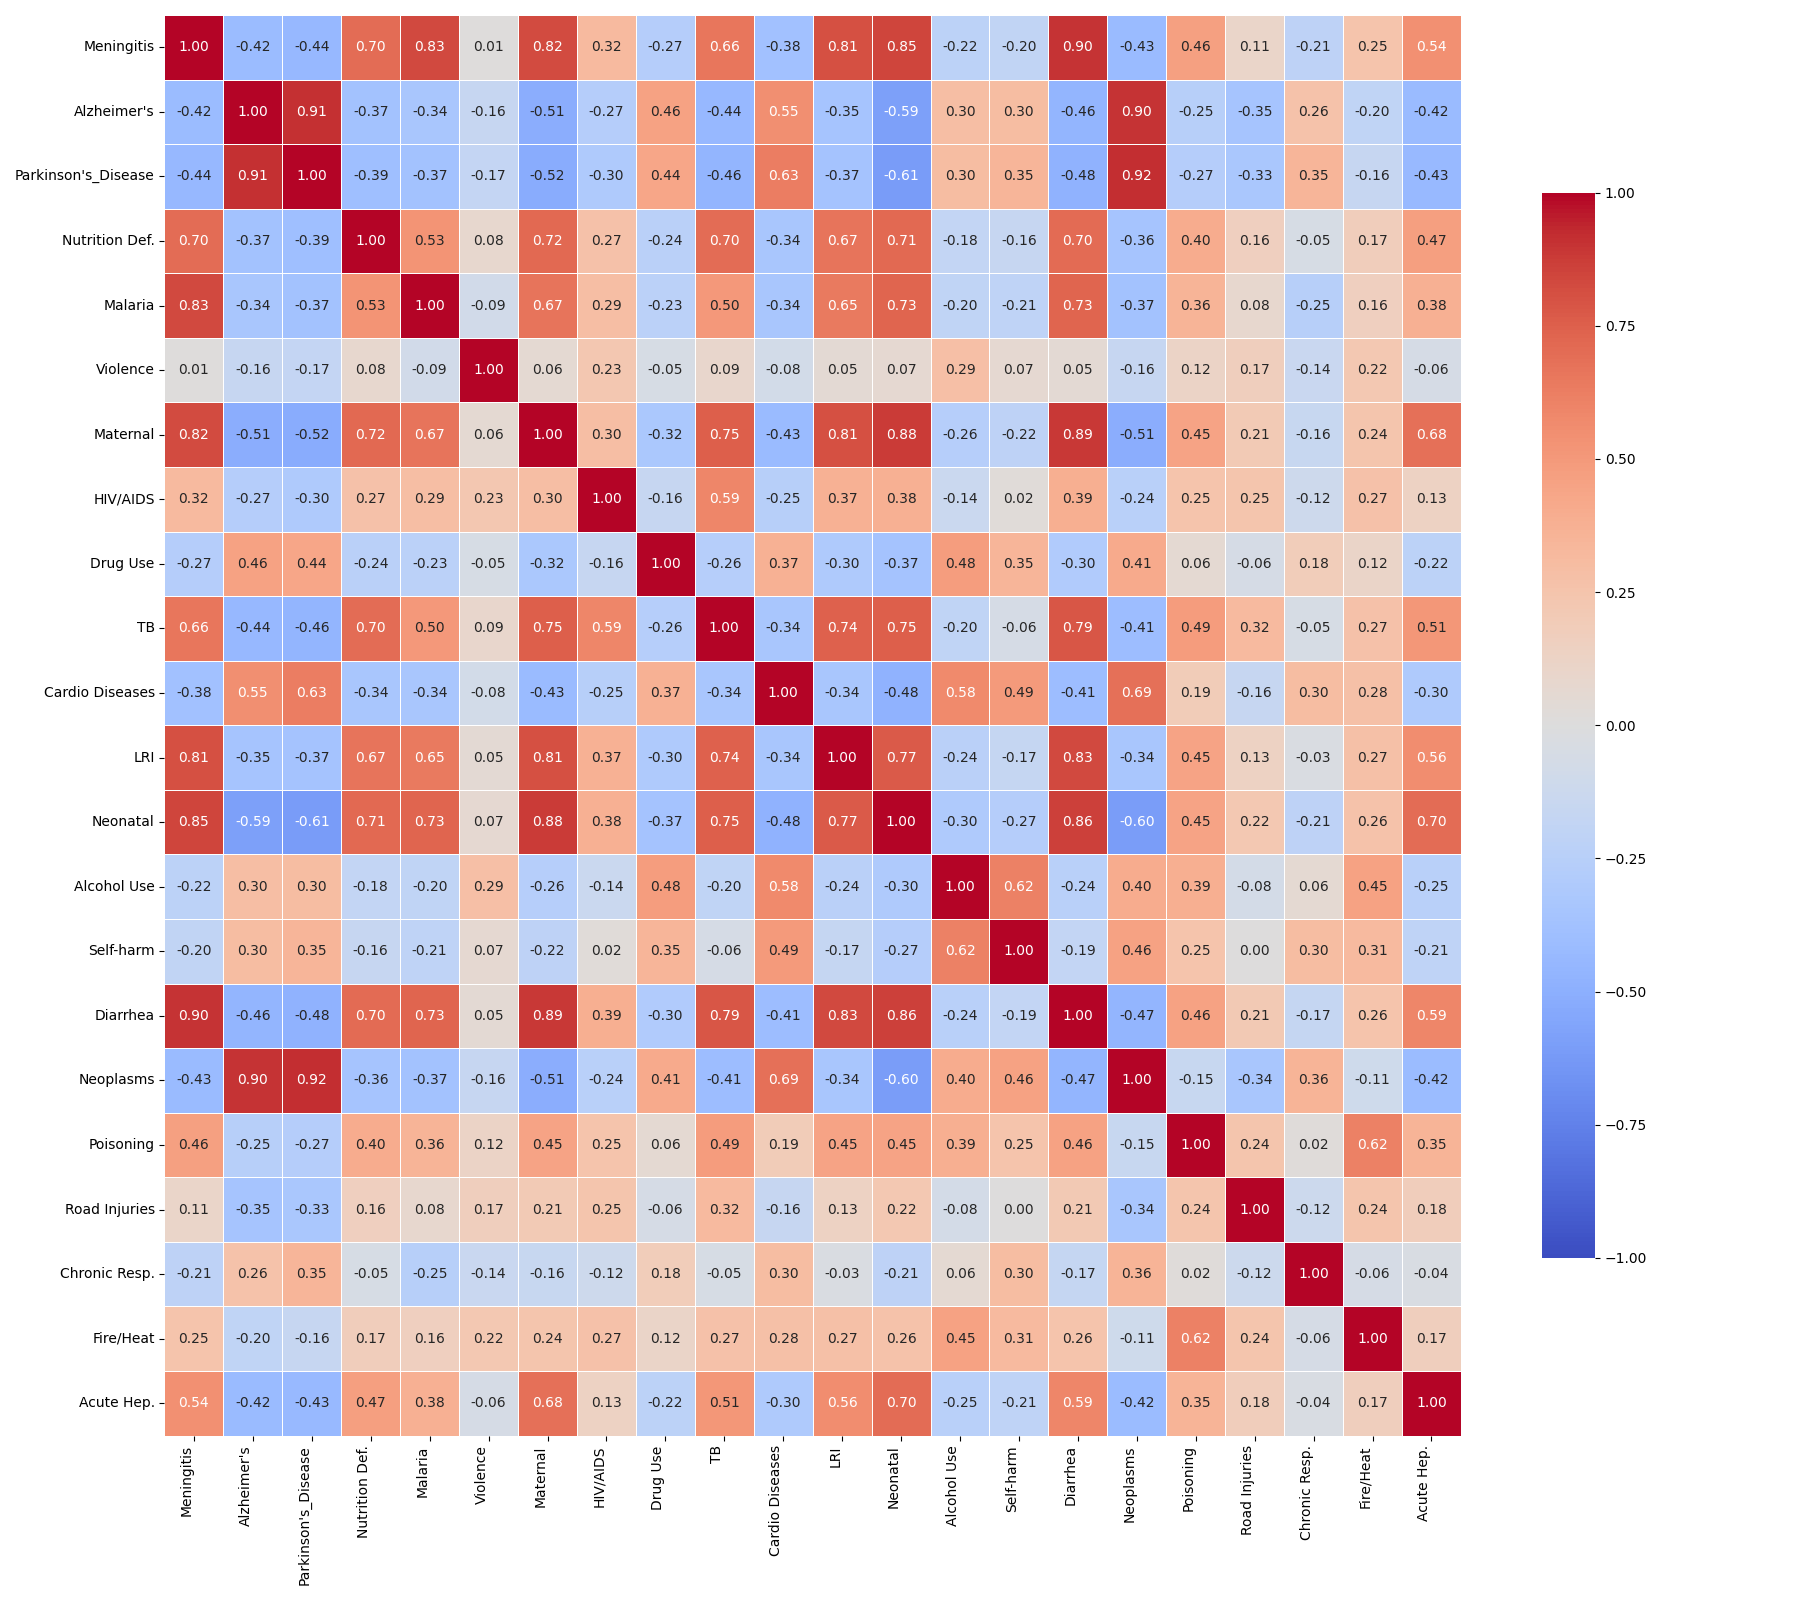 Meningitis 1.00 -0.42 -0.44 0.70 0.83 0.01 0.82 0.32 -0.27 0.66 -0.38 0.81 0.85 -0.22 -0.20 0.90 -0.43 0.46 0.11 -0.21 0.25 0.54
Alzheimer's -0.42 1.00 0.91 -0.37 -0.34 -0.16 -0.51 -0.27 0.46 -0.44 0.55 -0.35 -0.59 0.30 0.30 -0.46 0.90 -0.25 -0.35 0.26 -0.20 -0.42
Parkinson's_Disease -0.44 0.91 1.00 -0.39 -0.37 -0.17 -0.52 -0.30 0.44 -0.46 0.63 -0.37 -0.61 0.30 0.35 -0.48 0.92 -0.27 -0.33 0.35 -0.16 -0.43
1.00
Nutrition Def. 0.70 -0.37 -0.39 1.00 0.53 0.08 0.72 0.27 -0.24 0.70 -0.34 0.67 0.71 -0.18 -0.16 0.70 -0.36 0.40 0.16 -0.05 0.17 0.47
Malaria 0.83 -0.34 -0.37 0.53 1.00 -0.09 0.67 0.29 -0.23 0.50 -0.34 0.65 0.73 -0.20 -0.21 0.73 -0.37 0.36 0.08 -0.25 0.16 0.38
0.75
Violence 0.01 -0.16 -0.17 0.08 -0.09 1.00 0.06 0.23 -0.05 0.09 -0.08 0.05 0.07 0.29 0.07 0.05 -0.16 0.12 0.17 -0.14 0.22 -0.06
Maternal 0.82 -0.51 -0.52 0.72 0.67 0.06 1.00 0.30 -0.32 0.75 -0.43 0.81 0.88 -0.26 -0.22 0.89 -0.51 0.45 0.21 -0.16 0.24 0.68
0.50
HIV/AIDS 0.32 -0.27 -0.30 0.27 0.29 0.23 0.30 1.00 -0.16 0.59 -0.25 0.37 0.38 -0.14 0.02 0.39 -0.24 0.25 0.25 -0.12 0.27 0.13
Drug Use -0.27 0.46 0.44 -0.24 -0.23 -0.05 -0.32 -0.16 1.00 -0.26 0.37 -0.30 -0.37 0.48 0.35 -0.30 0.41 0.06 -0.06 0.18 0.12 -0.22
0.25
TB 0.66 -0.44 -0.46 0.70 0.50 0.09 0.75 0.59 -0.26 1.00 -0.34 0.74 0.75 -0.20 -0.06 0.79 -0.41 0.49 0.32 -0.05 0.27 0.51
Cardio Diseases -0.38 0.55 0.63 -0.34 -0.34 -0.08 -0.43 -0.25 0.37 -0.34 1.00 -0.34 -0.48 0.58 0.49 -0.41 0.69 0.19 -0.16 0.30 0.28 -0.30
0.00
LRI 0.81 -0.35 -0.37 0.67 0.65 0.05 0.81 0.37 -0.30 0.74 -0.34 1.00 0.77 -0.24 -0.17 0.83 -0.34 0.45 0.13 -0.03 0.27 0.56
Neonatal 0.85 -0.59 -0.61 0.71 0.73 0.07 0.88 0.38 -0.37 0.75 -0.48 0.77 1.00 -0.30 -0.27 0.86 -0.60 0.45 0.22 -0.21 0.26 0.70
−0.25
Alcohol Use -0.22 0.30 0.30 -0.18 -0.20 0.29 -0.26 -0.14 0.48 -0.20 0.58 -0.24 -0.30 1.00 0.62 -0.24 0.40 0.39 -0.08 0.06 0.45 -0.25
Self-harm -0.20 0.30 0.35 -0.16 -0.21 0.07 -0.22 0.02 0.35 -0.06 0.49 -0.17 -0.27 0.62 1.00 -0.19 0.46 0.25 0.00 0.30 0.31 -0.21
−0.50
Diarrhea 0.90 -0.46 -0.48 0.70 0.73 0.05 0.89 0.39 -0.30 0.79 -0.41 0.83 0.86 -0.24 -0.19 1.00 -0.47 0.46 0.21 -0.17 0.26 0.59
Neoplasms -0.43 0.90 0.92 -0.36 -0.37 -0.16 -0.51 -0.24 0.41 -0.41 0.69 -0.34 -0.60 0.40 0.46 -0.47 1.00 -0.15 -0.34 0.36 -0.11 -0.42
−0.75
Poisoning 0.46 -0.25 -0.27 0.40 0.36 0.12 0.45 0.25 0.06 0.49 0.19 0.45 0.45 0.39 0.25 0.46 -0.15 1.00 0.24 0.02 0.62 0.35
Road Injuries 0.11 -0.35 -0.33 0.16 0.08 0.17 0.21 0.25 -0.06 0.32 -0.16 0.13 0.22 -0.08 0.00 0.21 -0.34 0.24 1.00 -0.12 0.24 0.18
−1.00
Chronic Resp. -0.21 0.26 0.35 -0.05 -0.25 -0.14 -0.16 -0.12 0.18 -0.05 0.30 -0.03 -0.21 0.06 0.30 -0.17 0.36 0.02 -0.12 1.00 -0.06 -0.04
Fire/Heat 0.25 -0.20 -0.16 0.17 0.16 0.22 0.24 0.27 0.12 0.27 0.28 0.27 0.26 0.45 0.31 0.26 -0.11 0.62 0.24 -0.06 1.00 0.17
Acute Hep. 0.54 -0.42 -0.43 0.47 0.38 -0.06 0.68 0.13 -0.22 0.51 -0.30 0.56 0.70 -0.25 -0.21 0.59 -0.42 0.35 0.18 -0.04 0.17 1.00
Meningitis
Alzheimer's
Parkinson's_Disease
Nutrition Def.
Malaria
Violence
Maternal
HIV/AIDS
Drug Use
TB
Cardio Diseases
LRI
Neonatal
Alcohol Use
Self-harm
Diarrhea
Neoplasms
Poisoning
Road Injuries
Chronic Resp.
Fire/Heat
Acute Hep.